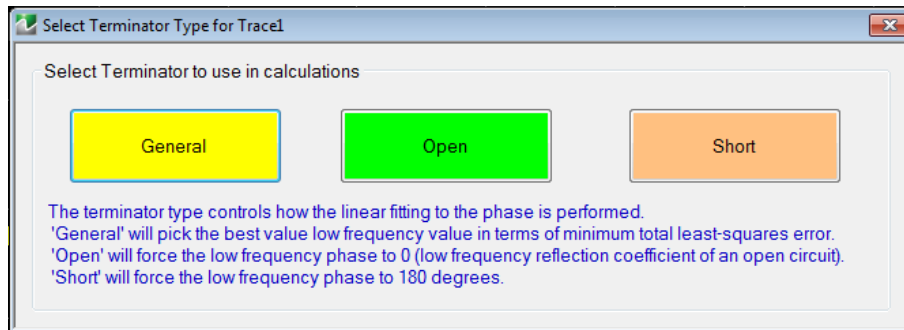 Select Terminator Type for Trace1
Select Terminator to use in calculations
General
Open
Short
The terminator type controls how the linear fitting to the phase is performed.
'General' will pick the best value low frequency value in terms of minimum total least-squares error.
'Open' will force the low frequency phase to 0 (low frequency reflection coefficient of an open circuit).
'Short' will force the low frequency phase to 180 degrees.